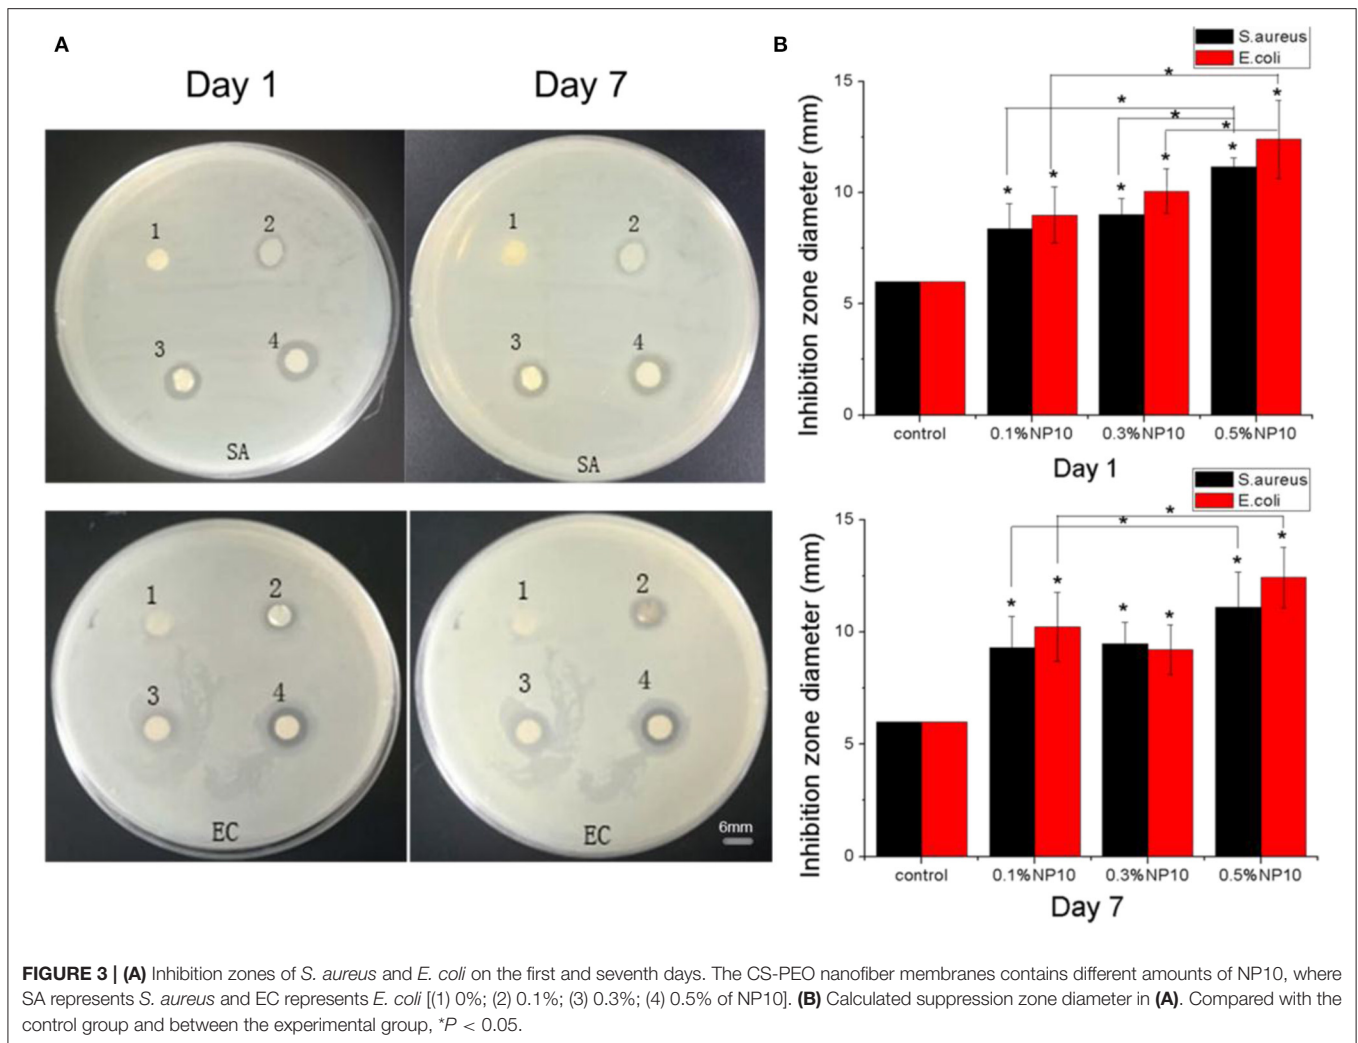 A
Day 1
Day 7
1
2
3
4
SA
1
2
3
4
SA
1
2
3
4
EC
1
2
3
4
EC
6mm
B
S.aureus
E.coli
Inhibition zone diameter (mm)
15
10
5
0
* * * * * * * * * *
control 0.1%NP10 0.3%NP10 0.5%NP10
Day 1
S.aureus
E.coli
Inhibition zone diameter (mm)
15
10
5
0
* * * * * * * *
control 0.1%NP10 0.3%NP10 0.5%NP10
Day 7
FIGURE 3 | (A) Inhibition zones of S. aureus and E. coli on the first and seventh days. The CS-PEO nanofiber membranes contains different amounts of NP10, where
SA represents S. aureus and EC represents E. coli [(1) 0%; (2) 0.1%; (3) 0.3%; (4) 0.5% of NP10]. (B) Calculated suppression zone diameter in (A). Compared with the
control group and between the experimental group, *P < 0.05.